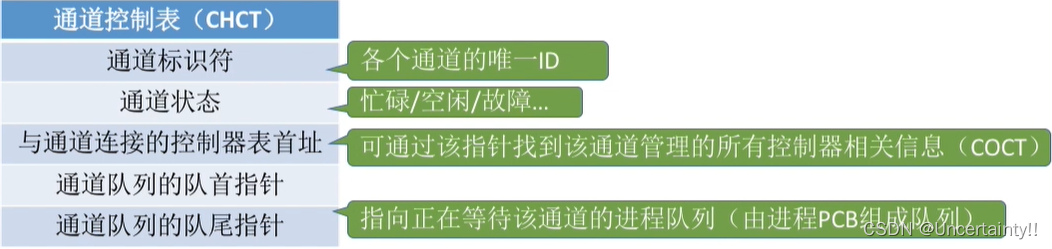 通道控制表（CHCT）
通道标识符
各个通道的唯一ID
通道状态
忙碌/空闲/故障...
与通道连接的控制器表首址
可通过该指针找到该通道管理的所有控制器相关信息（COCT）
通道队列的队首指针
通道队列的队尾指针
指向正在等待该通道的进程队列（由进程PCB组成队列）
CSDN @Uncertainty!!